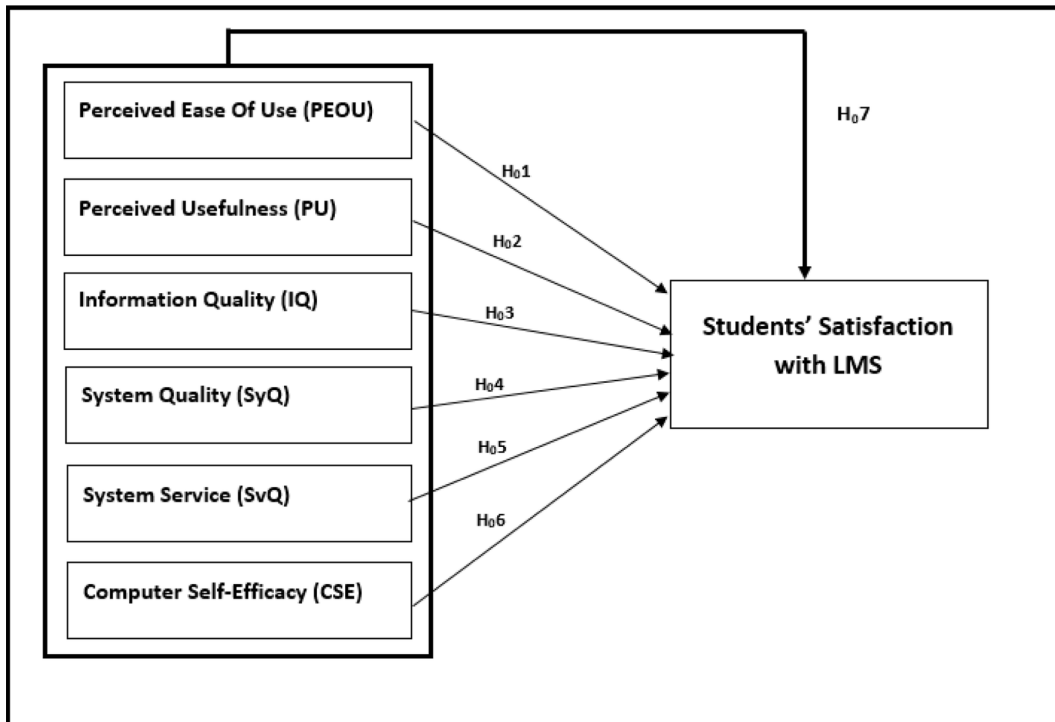 Perceived Ease Of Use (PEOU)
H₀7
H₀1
Perceived Usefulness (PU)
H₀2
Information Quality (IQ)
H₀3
Students’ Satisfaction
with LMS
System Quality (SyQ)
H₀4
System Service (SvQ)
H₀5
H₀6
Computer Self-Efficacy (CSE)